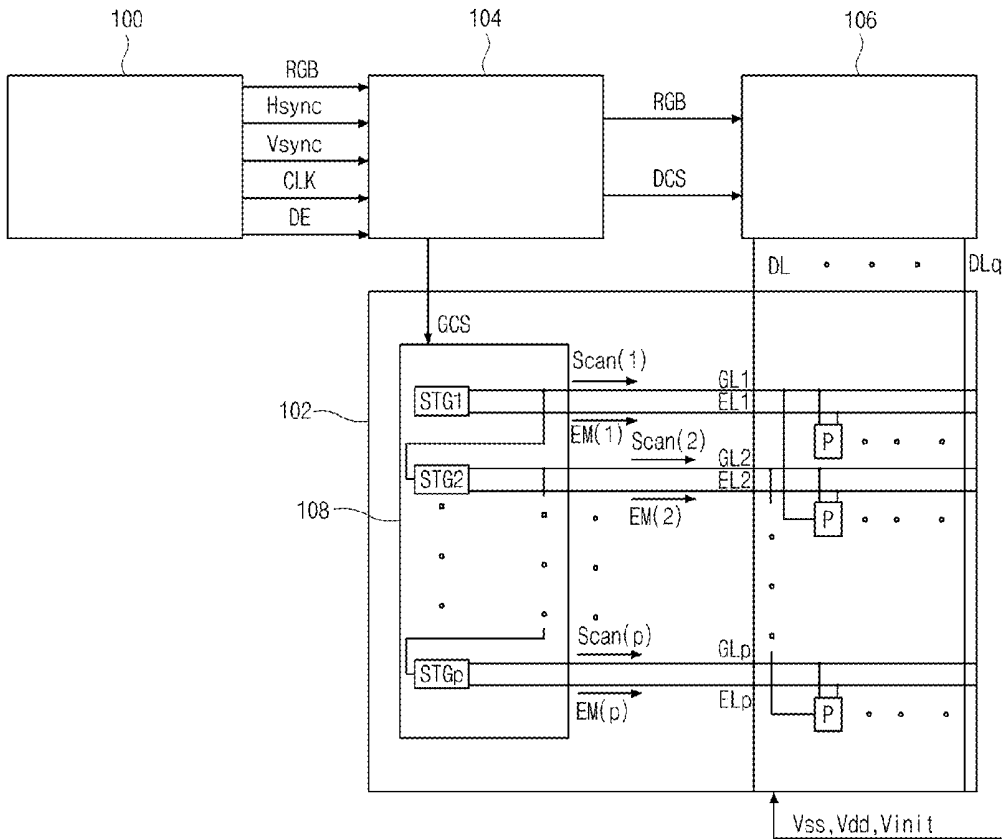 100
104
106
RGB
Hsync
Vsync
CLK
DE
RGB
DCS
DL
DLq
GCS
102
108
STG1
Scan(1)
GL1
EL1
EM(1)
P
Scan(2)
GL2
STG2
EL2
EM(2)
P
Scan(p)
GLp
STGp
ELp
EM(p)
P
Vss,Vdd,Vinit